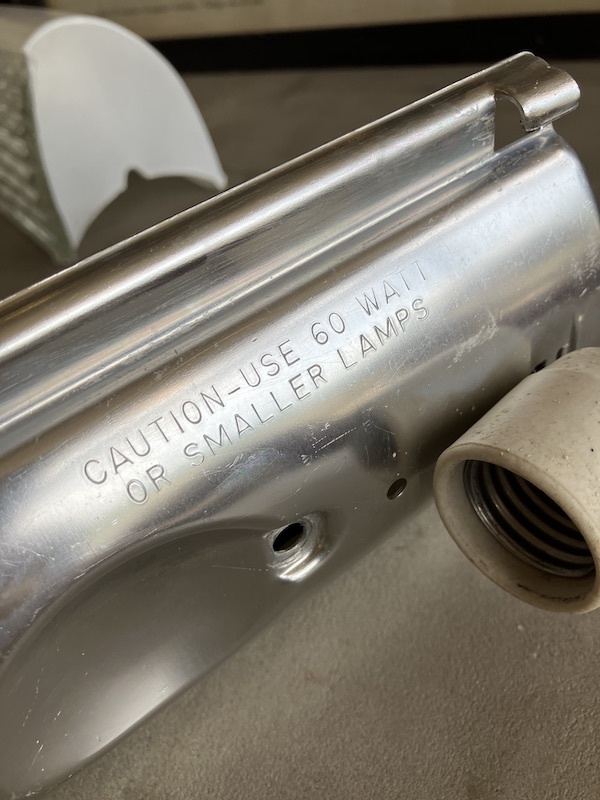 CAUTION-USE 60 WATT
OR SMALLER LAMPS